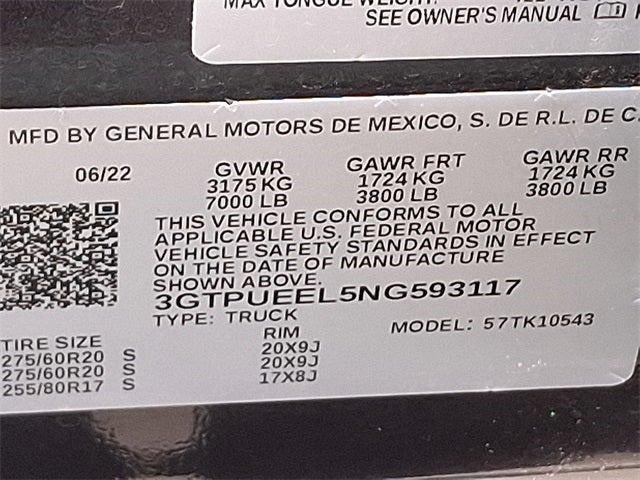 SEE OWNER'S MANUAL
MFD BY GENERAL MOTORS DE MEXICO, S. DE R.L. DE C.
06/22
GVWR
3175 KG
7000 LB
GAWR FRT
1724 KG
3800 LB
GAWR RR
1724 KG
3800 LB
THIS VEHICLE CONFORMS TO ALL
APPLICABLE U.S. FEDERAL MOTOR
VEHICLE SAFETY STANDARDS IN EFFECT
ON THE DATE OF MANUFACTURE
SHOWN ABOVE.
3GTPUEEL5NG593117
TYPE: TRUCK
MODEL: 57TK10543
TIRE SIZE
275/60R20 S
275/60R20 S
255/80R17 S
RIM
20X9J
20X9J
17X8J